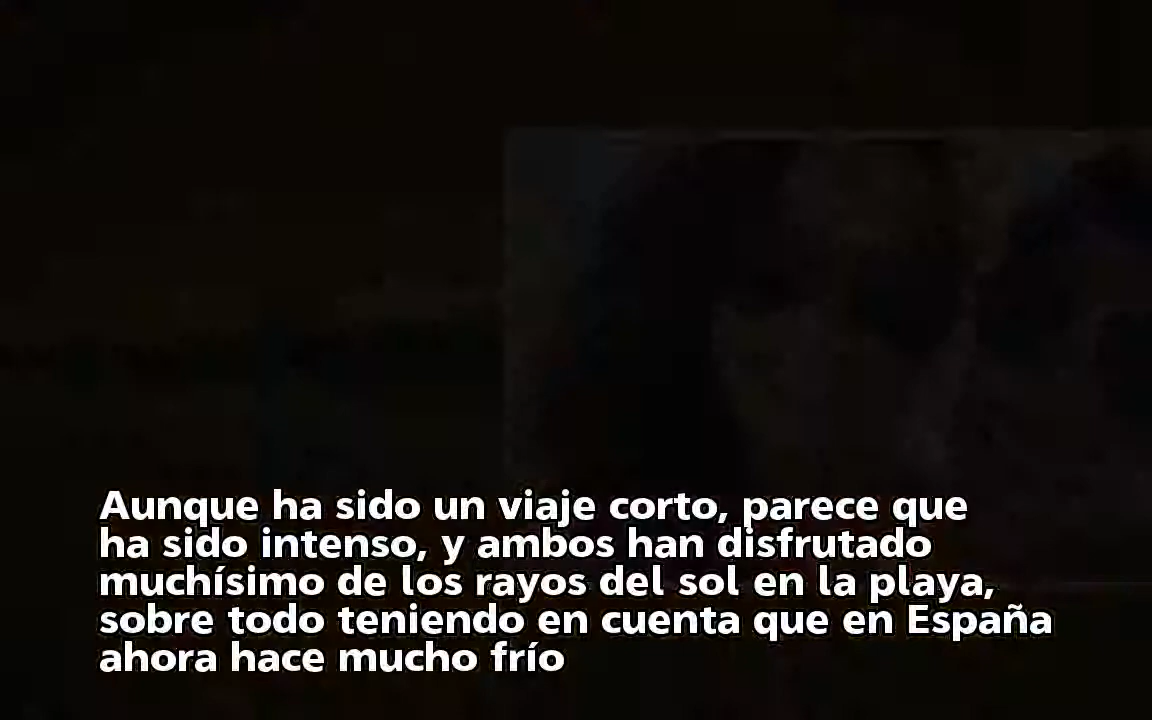 Aunque ha sido un viaje corto, parece que
ha sido intenso, y ambos han disfrutado
muchísimo de los rayos del sol en la playa,
sobre todo teniendo en cuenta que en España
ahora hace mucho frío